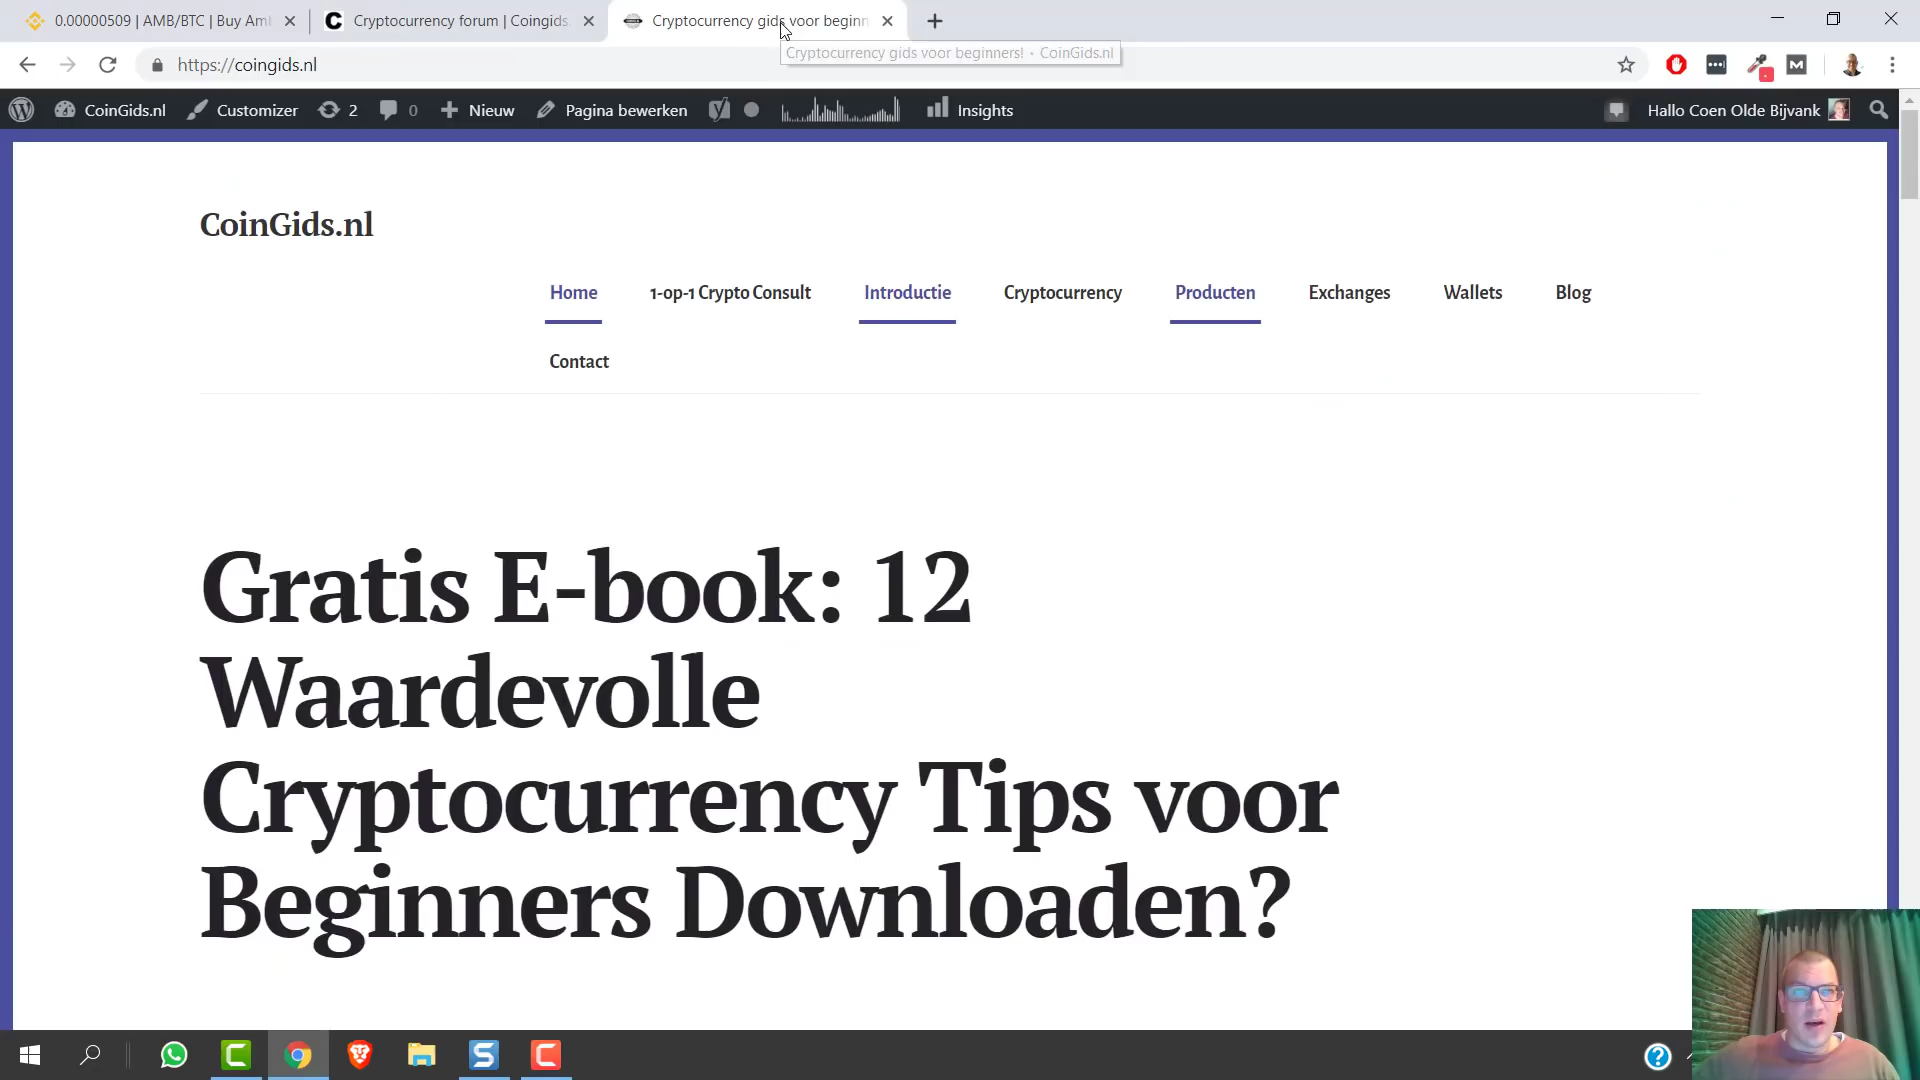 0.00000509 | AMB/BTC | Buy Am
Cryptocurrency forum | Coingids.
Cryptocurrency gids voor beginn
Cryptocurrency gids voor beginners! • CoinGids.nl
https://coingids.nl
CoinGids.nl
Customizer
2
0
Nieuw
Pagina bewerken
Insights
Hallo Coen Olde Bijvank
CoinGids.nl
Home
1-op-1 Crypto Consult
Introductie
Cryptocurrency
Producten
Exchanges
Wallets
Blog
Contact
Gratis E-book: 12
Waardevolle
Cryptocurrency Tips voor
Beginners Downloaden?